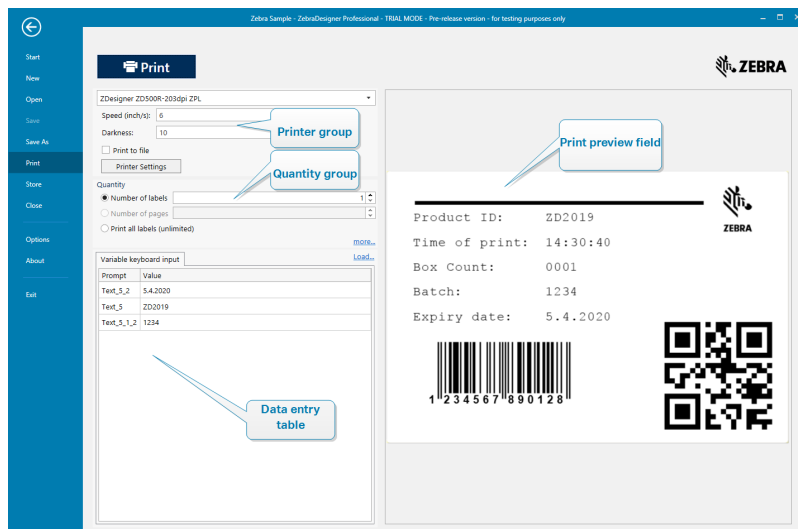 Zebra Sample - ZebraDesigner Professional - TRIAL MODE - Pre-release version - for testing purposes only
Start
New
Open
Save
Save As
Print
Store
Close
Options
About
Exit
Print
ZEBRA
ZDesigner ZD500R-203dpi ZPL
Speed (inch/s): 6
Darkness: 10
Print to file
Printer Settings
Printer group
Quantity group
Quantity
Number of labels 1
Number of pages
Print all labels (unlimited)
more...
Variable keyboard input
Load...
Prompt Value
Text_5_2 5.4.2020
Text_5 ZD2019
Text_5_1_2 1234
Data entry
table
Print preview field
ZEBRA
Product ID: ZD2019
Time of print: 14:30:40
Box Count: 0001
Batch: 1234
Expiry date: 5.4.2020
1 234567 890128